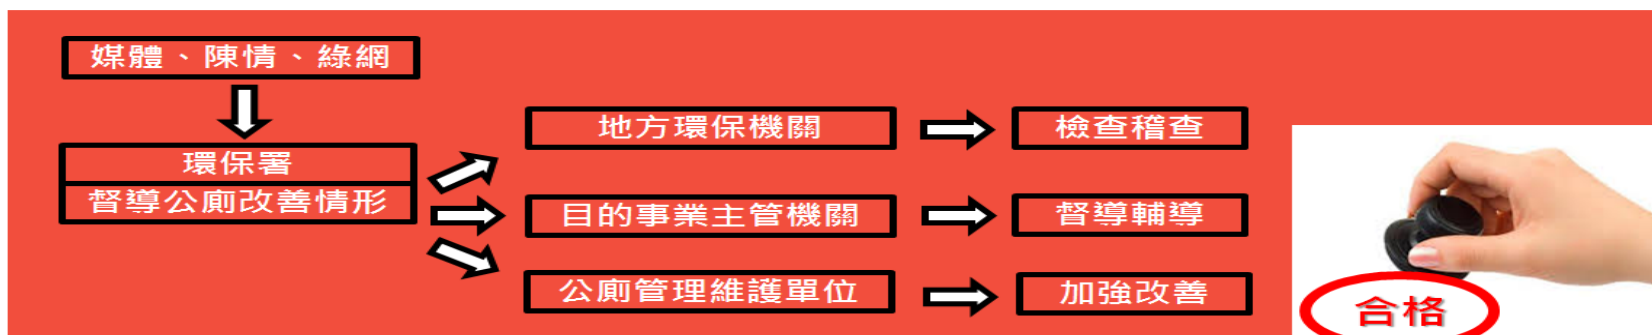 媒體、陳情、綠網
環保署
督導公廁改善情形
地方環保機關
檢查稽查
目的事業主管機關
督導輔導
公廁管理維護單位
加強改善
合格